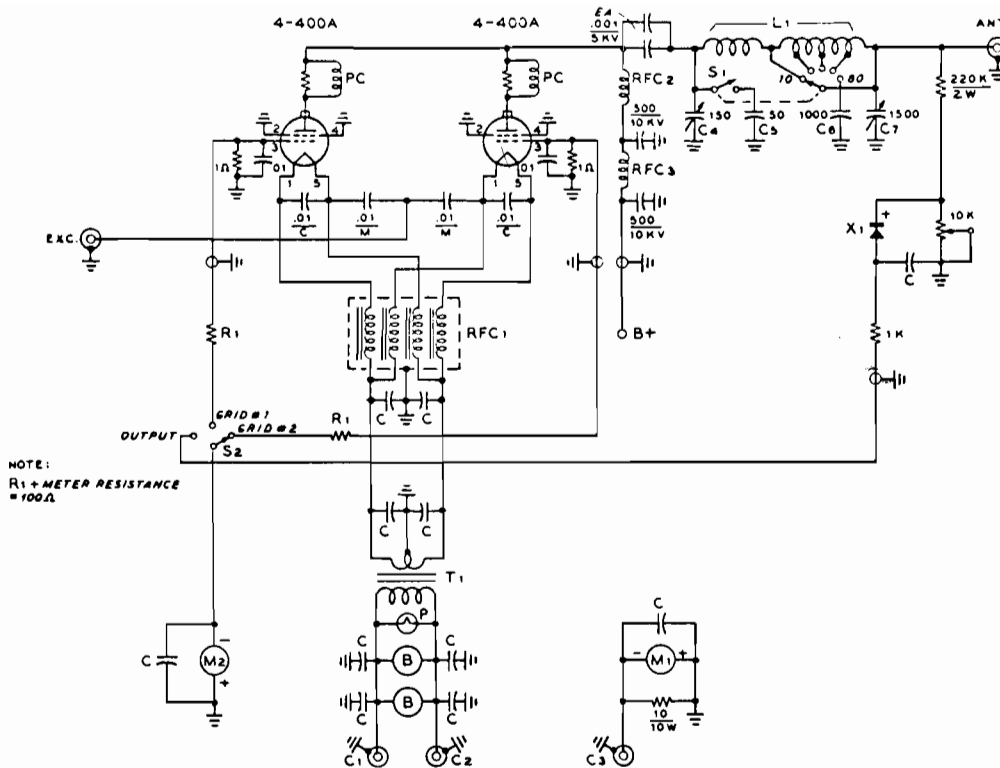 4-400A
4-400A
EA
.001
5KV
L1
ANT
PC
PC
RFC2
S1
10
80
220K
2W
500
10KV
150
C4
50
C5
1000
C6
1500
C7
2
4
3
2
4
3
1Ω
.01
1
5
1
5
.01
1Ω
RFC3
.01
C
.01
M
.01
M
.01
C
500
10KV
X1
+
10K
EXC.
C
RFC1
B+
R1
1K
C
C
GRID #1
OUTPUT
GRID #2
R1
S2
NOTE:
R1 + METER RESISTANCE
= 100Ω
C
C
T1
P
C
-
M2
+
C
B
C
C
B
C
C1
C2
C
-
M1
+
10
10W
C3